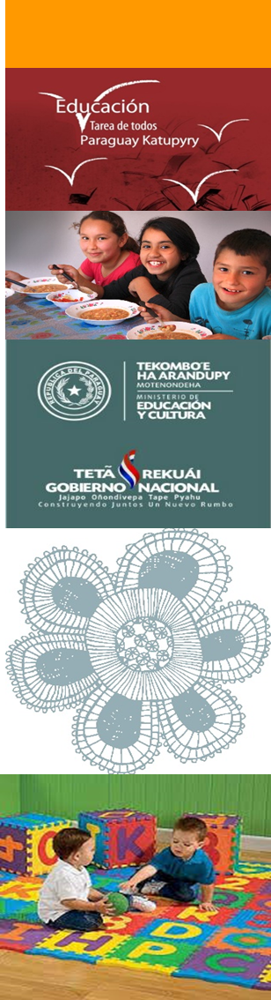 Educación
Tarea de todos
Paraguay Katupyry
REPUBLICA DEL PARAGUAY
TEKOMBO'E
HA ARANDUPY
MOTENONDEHA
MINISTERIO DE
EDUCACIÓN
Y CULTURA
TETÃ REKUÁI
GOBIERNO NACIONAL
Jajapo Oñondivepa Tape Pyahu
Construyendo Juntos Un Nuevo Rumbo